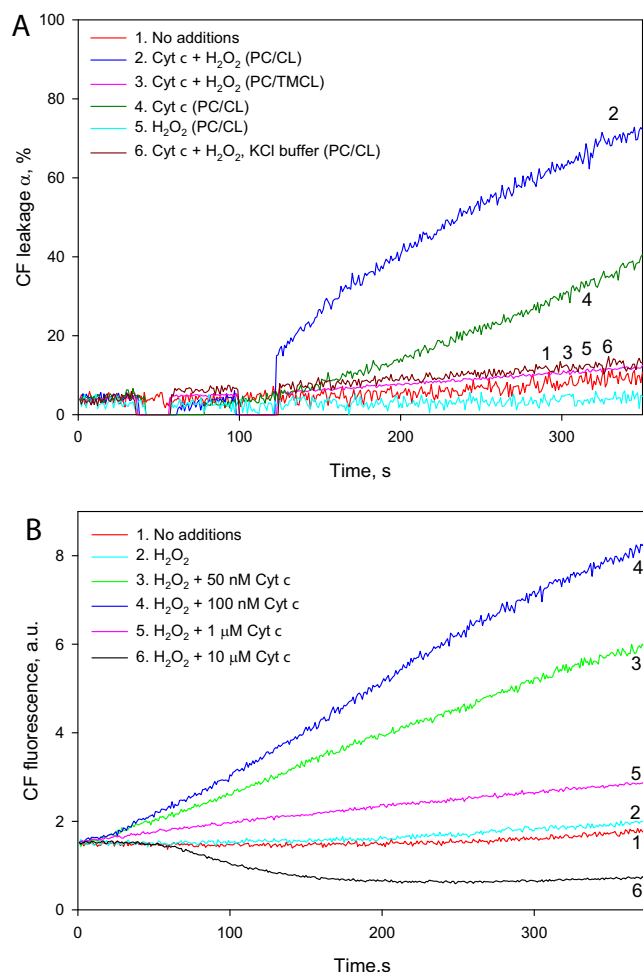 A
100
80
60
40
20
0
CF leakage α, %
1. No additions
2. Cyt c + H₂O₂ (PC/CL)
3. Cyt c + H₂O₂ (PC/TMCL)
4. Cyt c (PC/CL)
5. H₂O₂ (PC/CL)
6. Cyt c + H₂O₂, KCl buffer (PC/CL)
2
4
1 3 5 6
0 100 200 300
Time, s
B
8
6
4
2
0
CF fluorescence, a.u.
1. No additions
2. H₂O₂
3. H₂O₂ + 50 nM Cyt c
4. H₂O₂ + 100 nM Cyt c
5. H₂O₂ + 1 μM Cyt c
6. H₂O₂ + 10 μM Cyt c
4
3
5
2
1
6
0 100 200 300
Time,s